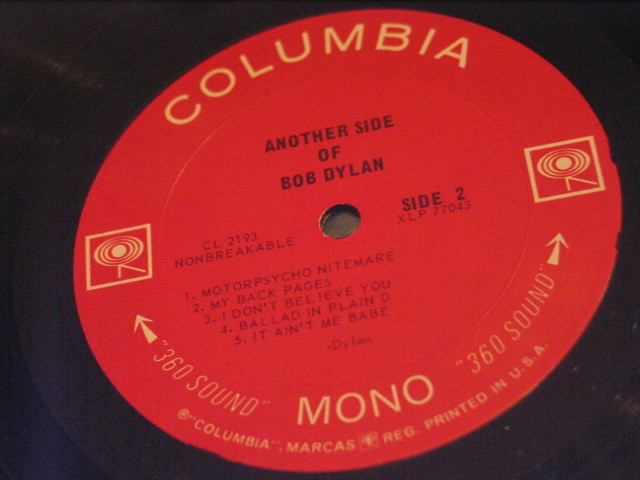 COLUMBIA
ANOTHER SIDE
OF
BOB DYLAN
SIDE 2
XLP 77043
CL 2193
NONBREAKABLE
1. MOTORPSYCHO NITEMARE
2. MY BACK PAGES
3. I DON'T BELIEVE YOU
4. BALLAD IN PLAIN D
5. IT AIN'T ME BABE
-Dylan
"360 SOUND" MONO "360 SOUND"
®"COLUMBIA", MARCAS REG. PRINTED IN U.S.A.